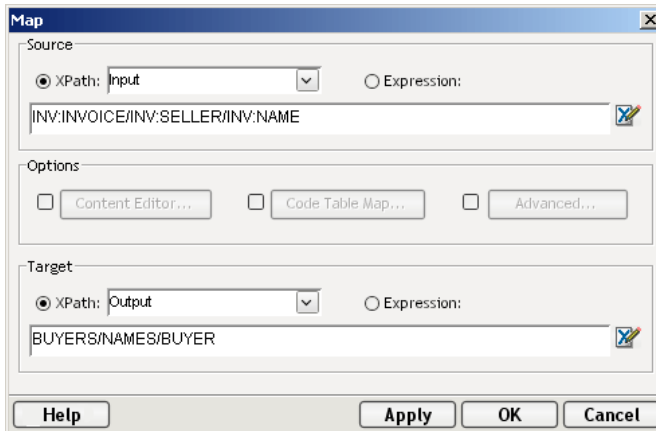 Map
Source
XPath: Input Expression:
INV:INVOICE/INV:SELLER/INV:NAME
Options
Content Editor... Code Table Map... Advanced...
Target
XPath: Output Expression:
BUYERS/NAMES/BUYER
Help Apply OK Cancel